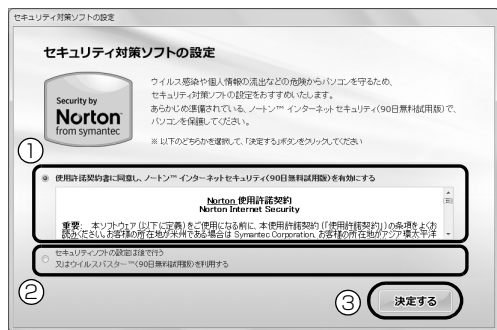 セキュリティ対策ソフトの設定
セキュリティ対策ソフトの設定
Security by
Norton™
from symantec
ウイルス感染や個人情報の流出などの危険からパソコンを守るため、
セキュリティ対策ソフトの設定をおすすめいたします。
あらかじめ準備されている、ノートン™ インターネットセキュリティ(90日無料試用版)で、
パソコンを保護してください。
※ 以下のどちらかを選択して、「決定する」ボタンをクリックしてください
①
使用許諾契約書に同意し、ノートン™ インターネットセキュリティ(90日無料試用版)を有効にする
Norton 使用許諾契約
Norton Internet Security
重要: 本ソフトウェア(以下に定義)をご使用になる前に、本使用許諾契約(「使用許諾契約」)の条項をよくお
読みください。お客様の所在地が米州である場合は Symantec Corporation、お客様の所在地がアジア環太平洋
セキュリティソフトの設定は後で行う
又はウイルスバスター™(90日無料試用版)を利用する
②
③
決定する